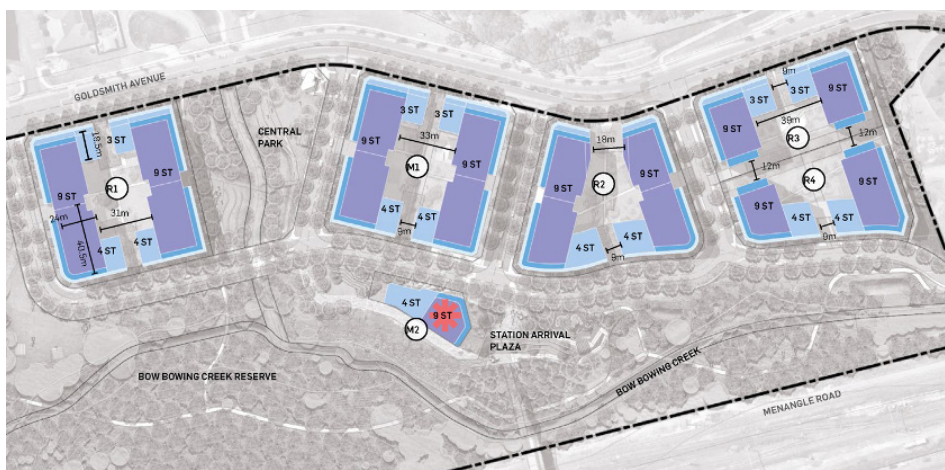 GOLDSMITH AVENUE
CENTRAL
PARK
3 ST
18.5m
9 ST
9 ST
R1
24m
31m
40.5m
4 ST
4 ST
3 ST
3 ST
33m
9 ST
9 ST
M1
4 ST
4 ST
9m
18m
9 ST
9 ST
R2
4 ST
4 ST
9m
9m
3 ST
3 ST
9 ST
9 ST
39m
R3
12m
12m
R4
9 ST
9 ST
4 ST
4 ST
9m
4 ST
9 ST
M2
STATION ARRIVAL
PLAZA
BOW BOWING CREEK RESERVE
BOW BOWING CREEK
MENANGLE ROAD